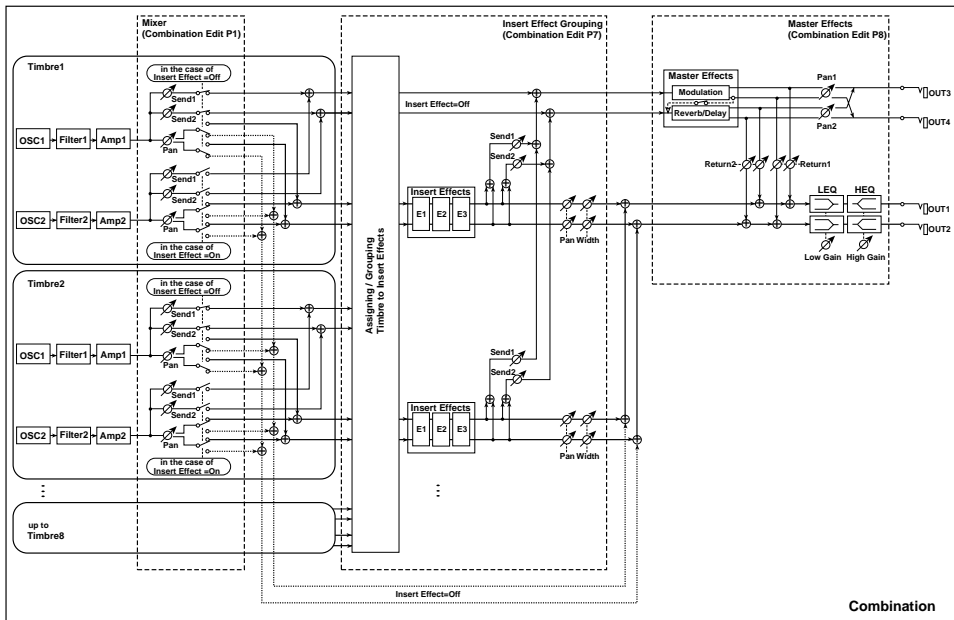 Mixer
(Combination Edit P1)
Insert Effect Grouping
(Combination Edit P7)
Master Effects
(Combination Edit P8)
Timbre1
in the case of
Insert Effect =Off
Send1
Send2
Pan
OSC1
Filter1
Amp1
Send1
Send2
Pan
OSC2
Filter2
Amp2
in the case of
Insert Effect =On
Timbre2
in the case of
Insert Effect =Off
Send1
Send2
Pan
OSC1
Filter1
Amp1
Send1
Send2
Pan
OSC2
Filter2
Amp2
in the case of
Insert Effect =On
up to
Timbre8
Assigning / Grouping
Timbre to Insert Effects
Insert Effect=Off
Send1
Send2
Insert Effects
E1
E2
E3
Pan
Width
Send1
Send2
Insert Effects
E1
E2
E3
Pan
Width
Insert Effect=Off
Master Effects
Modulation
Reverb/Delay
Pan1
Pan2
OUT3
OUT4
Return2
Return1
LEQ
HEQ
OUT1
OUT2
Low Gain
High Gain
Combination